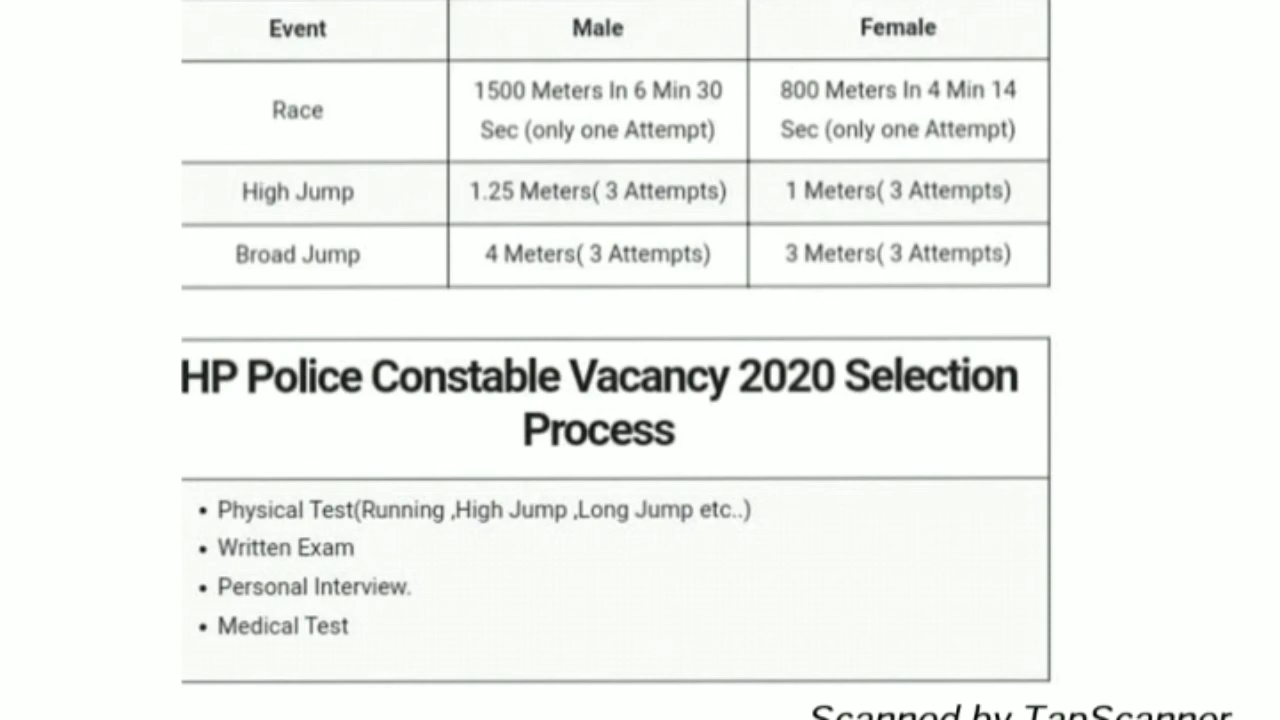 Event Male Female
Race
1500 Meters In 6 Min 30
Sec (only one Attempt)
800 Meters In 4 Min 14
Sec (only one Attempt)
High Jump 1.25 Meters( 3 Attempts) 1 Meters( 3 Attempts)
Broad Jump 4 Meters( 3 Attempts) 3 Meters( 3 Attempts)
HP Police Constable Vacancy 2020 Selection
Process
• Physical Test(Running ,High Jump ,Long Jump etc..)
• Written Exam
• Personal Interview.
• Medical Test
Scanned by TapScanner